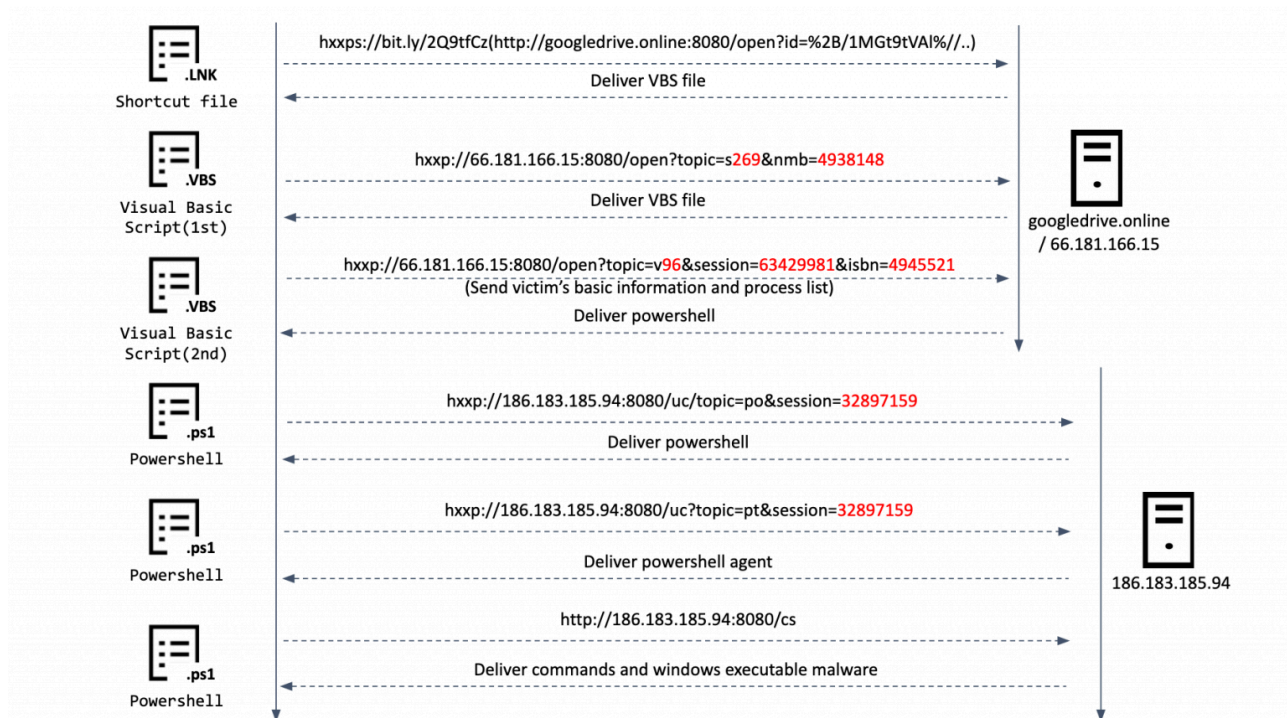 hxxps://bit.ly/2Q9tfCz(http://googledrive.online:8080/open?id=%2B/1MGt9tVAl%//..)
.LNK
Deliver VBS file
Shortcut file
hxxp://66.181.166.15:8080/open?topic=s269&nmb=4938148
.VBS
Deliver VBS file
Visual Basic
Script(1st)
googledrive.online
/ 66.181.166.15
hxxp://66.181.166.15:8080/open?topic=v96&session=63429981&isbn=4945521
(Send victim's basic information and process list)
.VBS
Deliver powershell
Visual Basic
Script(2nd)
hxxp://186.183.185.94:8080/uc/topic=po&session=32897159
.ps1
Deliver powershell
Powershell
hxxp://186.183.185.94:8080/uc?topic=pt&session=32897159
.ps1
Deliver powershell agent
Powershell
186.183.185.94
http://186.183.185.94:8080/cs
.ps1
Deliver commands and windows executable malware
Powershell